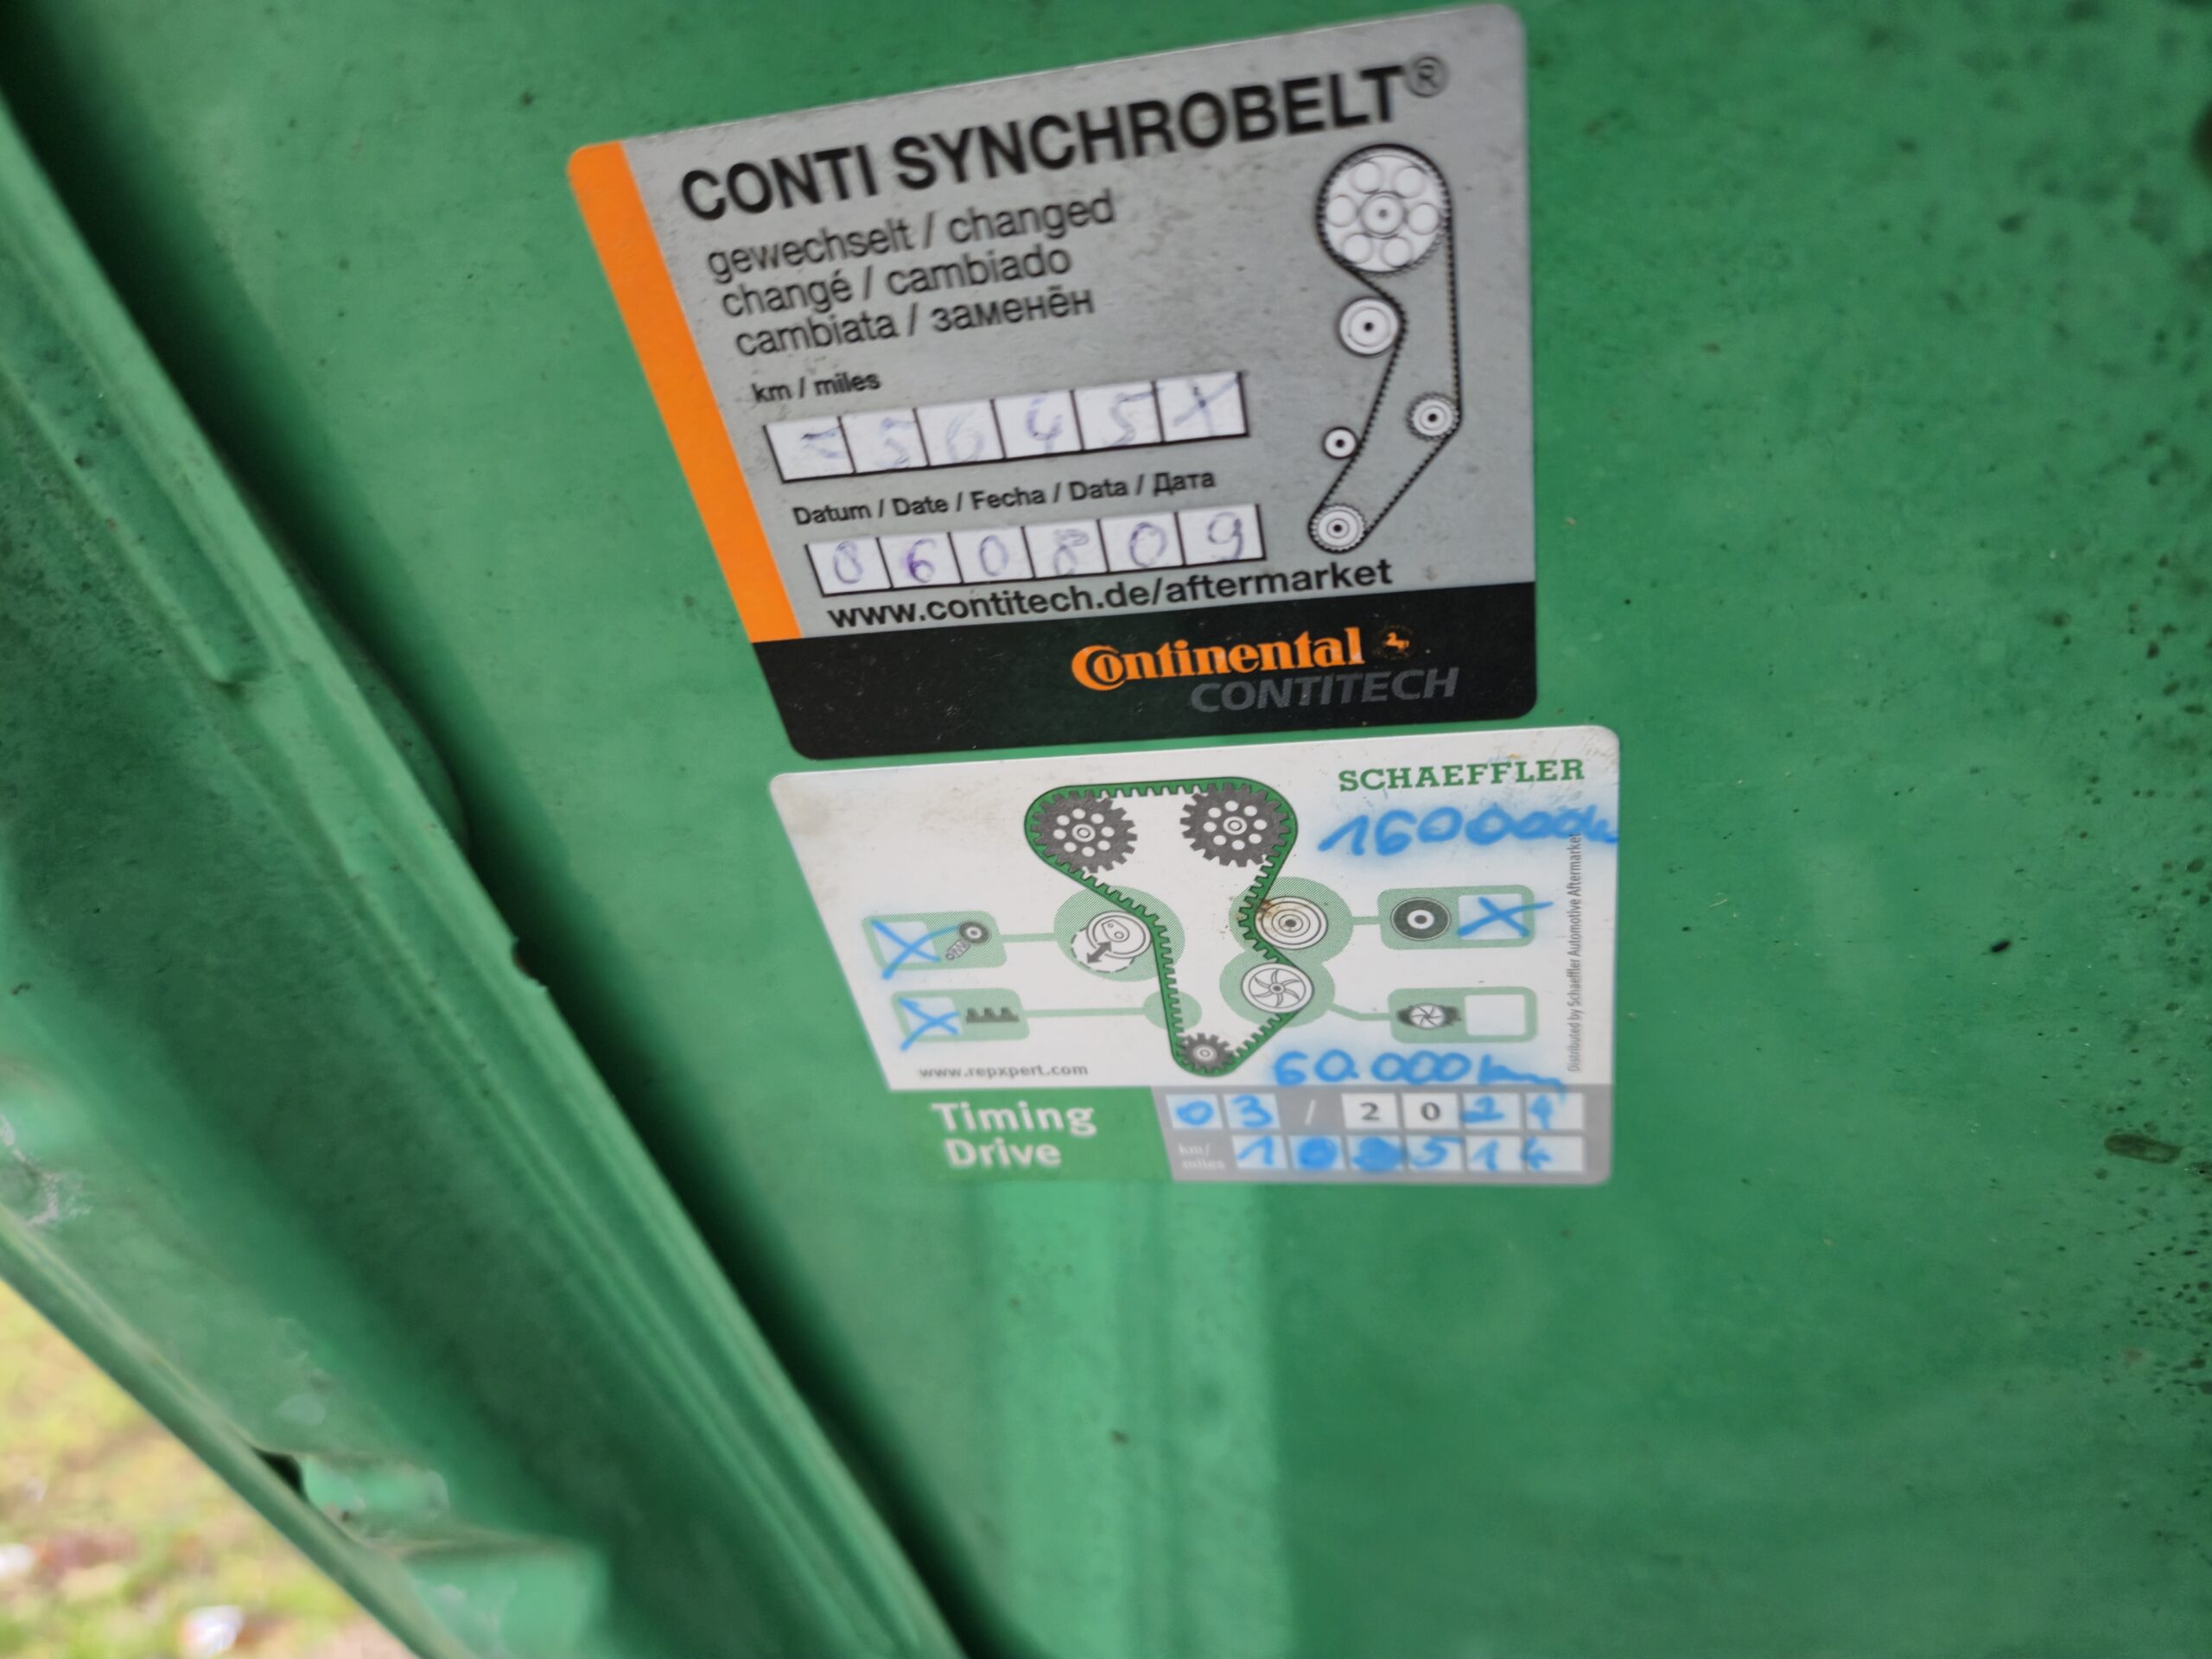 CONTI SYNCHROBELT®
gewechselt / changed
changé / cambiado
cambiata / заменён
km / miles
Datum / Date / Fecha / Data / Дата
060809
www.contitech.de/aftermarket
Continental
CONTITECH
SCHAEFFLER
160000km
Distributed by Schaeffler Automotive Aftermarket
60.000km
www.repxpert.com
Timing
Drive
03 / 2024
km/
miles